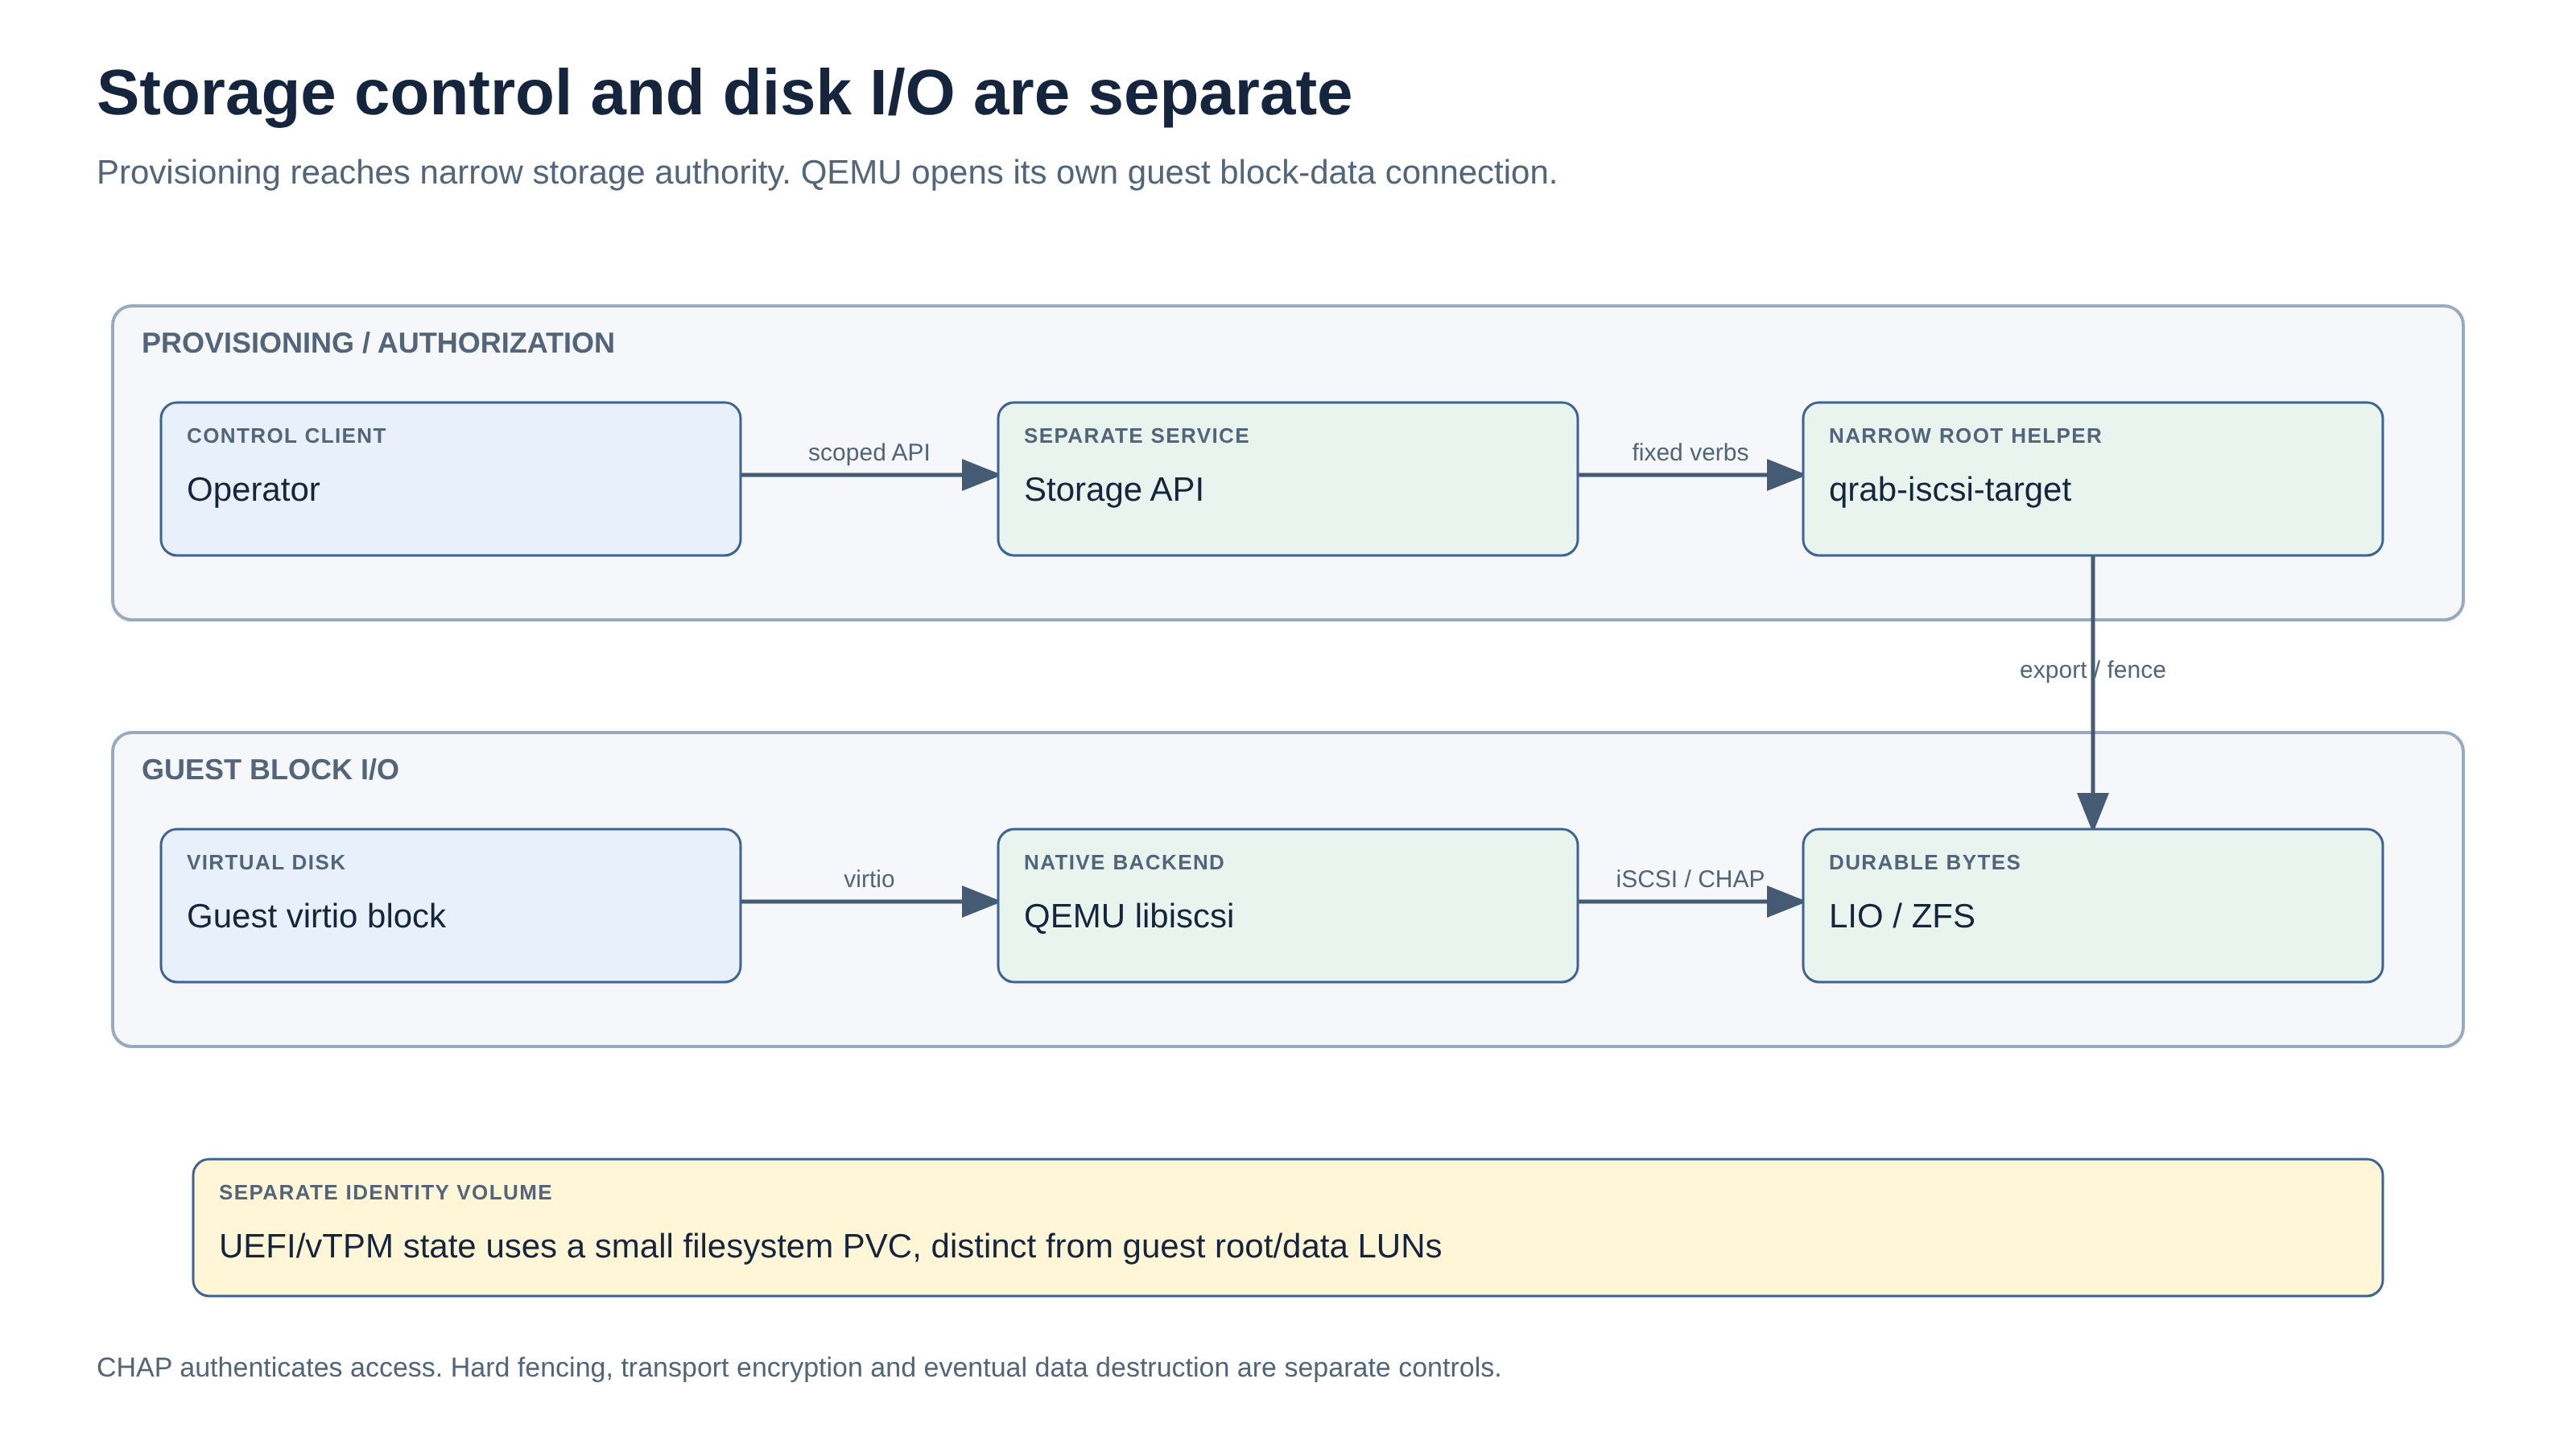 Storage control and disk I/O are separate
Provisioning reaches narrow storage authority. QEMU opens its own guest block-data connection.
PROVISIONING / AUTHORIZATION
CONTROL CLIENT
Operator
scoped API
SEPARATE SERVICE
Storage API
fixed verbs
NARROW ROOT HELPER
qrab-iscsi-target
export / fence
GUEST BLOCK I/O
VIRTUAL DISK
Guest virtio block
virtio
NATIVE BACKEND
QEMU libiscsi
iSCSI / CHAP
DURABLE BYTES
LIO / ZFS
SEPARATE IDENTITY VOLUME
UEFI/vTPM state uses a small filesystem PVC, distinct from guest root/data LUNs
CHAP authenticates access. Hard fencing, transport encryption and eventual data destruction are separate controls.